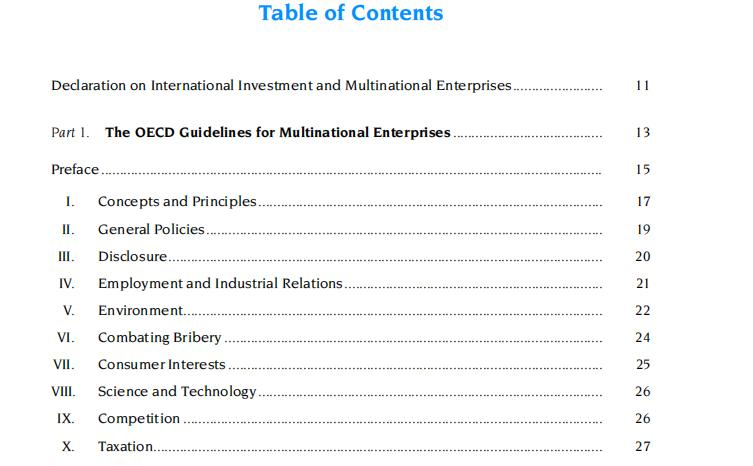 Table of Contents
Declaration on International Investment and Multinational Enterprises........................ 11
Part 1. The OECD Guidelines for Multinational Enterprises....................................... 13
Preface.................................................................................................................................... 15
I. Concepts and Principles.......................................................................................... 17
II. General Policies........................................................................................................ 19
III. Disclosure.................................................................................................................. 20
IV. Employment and Industrial Relations.................................................................... 21
V. Environment.............................................................................................................. 22
VI. Combating Bribery.................................................................................................... 24
VII. Consumer Interests.................................................................................................. 25
VIII. Science and Technology.......................................................................................... 26
IX. Competition.............................................................................................................. 26
X. Taxation...................................................................................................................... 27